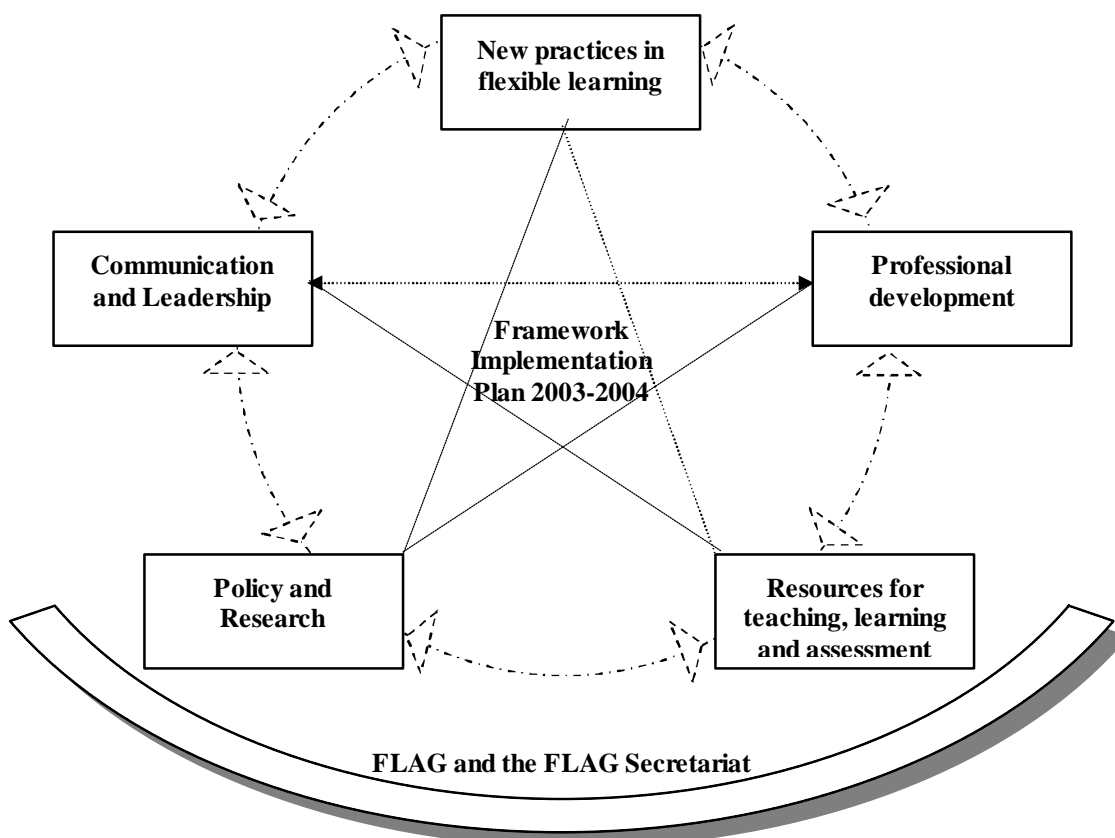 New practices in
flexible learning
Communication
and Leadership
Professional
development
Framework
Implementation
Plan 2003-2004
Policy and
Research
Resources for
teaching, learning
and assessment
FLAG and the FLAG Secretariat